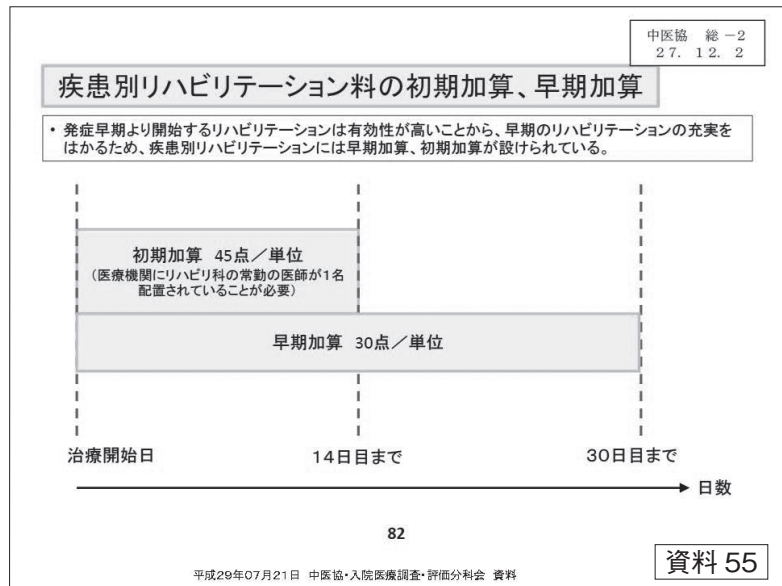 中医協 総－2
27. 12. 2
疾患別リハビリテーション料の初期加算、早期加算
・ 発症早期より開始するリハビリテーションは有効性が高いことから、早期のリハビリテーションの充実を
はかるため、疾患別リハビリテーションには早期加算、初期加算が設けられている。
初期加算 45点／単位
（医療機関にリハビリ科の常勤の医師が1名
配置されていることが必要）
早期加算 30点／単位
治療開始日
14日目まで
30日目まで
日数
82
平成29年07月21日 中医協・入院医療調査・評価分科会 資料
資料 55